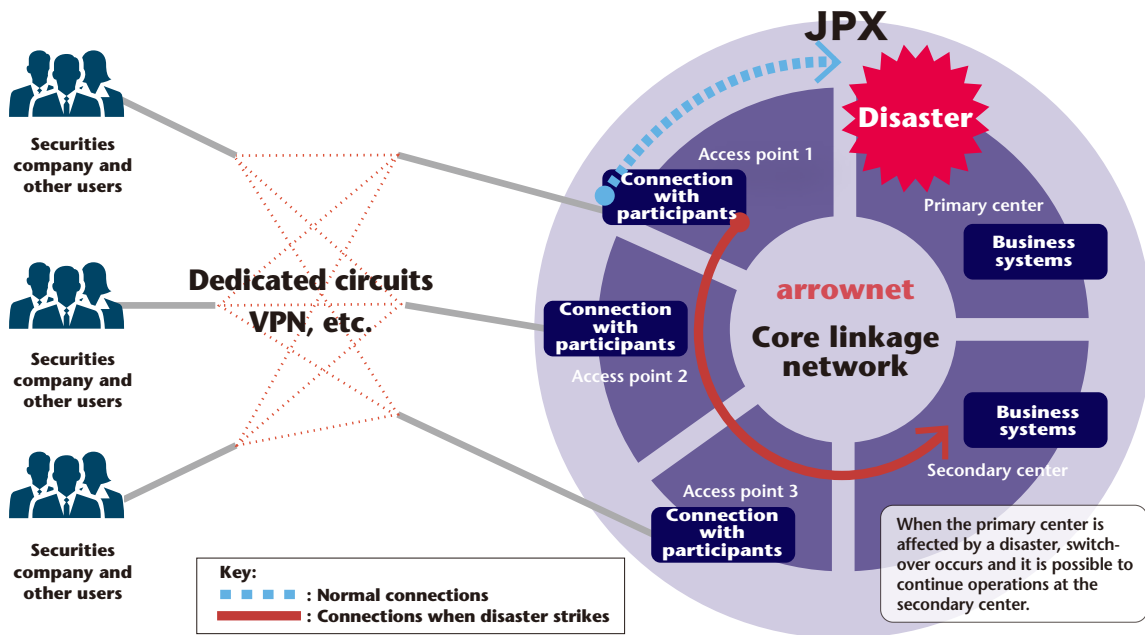 JPX
Disaster
Securities
company and
other users
Access point 1
Connection
with
participants
Primary center
Business
systems
Dedicated circuits
VPN, etc.
arrownet
Core linkage
network
Securities
company and
other users
Connection
with
participants
Access point 2
Business
systems
Secondary center
Access point 3
Connection
with
participants
Securities
company and
other users
When the primary center is
affected by a disaster, switch-
over occurs and it is possible to
continue operations at the
secondary center.
Key:
: Normal connections
: Connections when disaster strikes